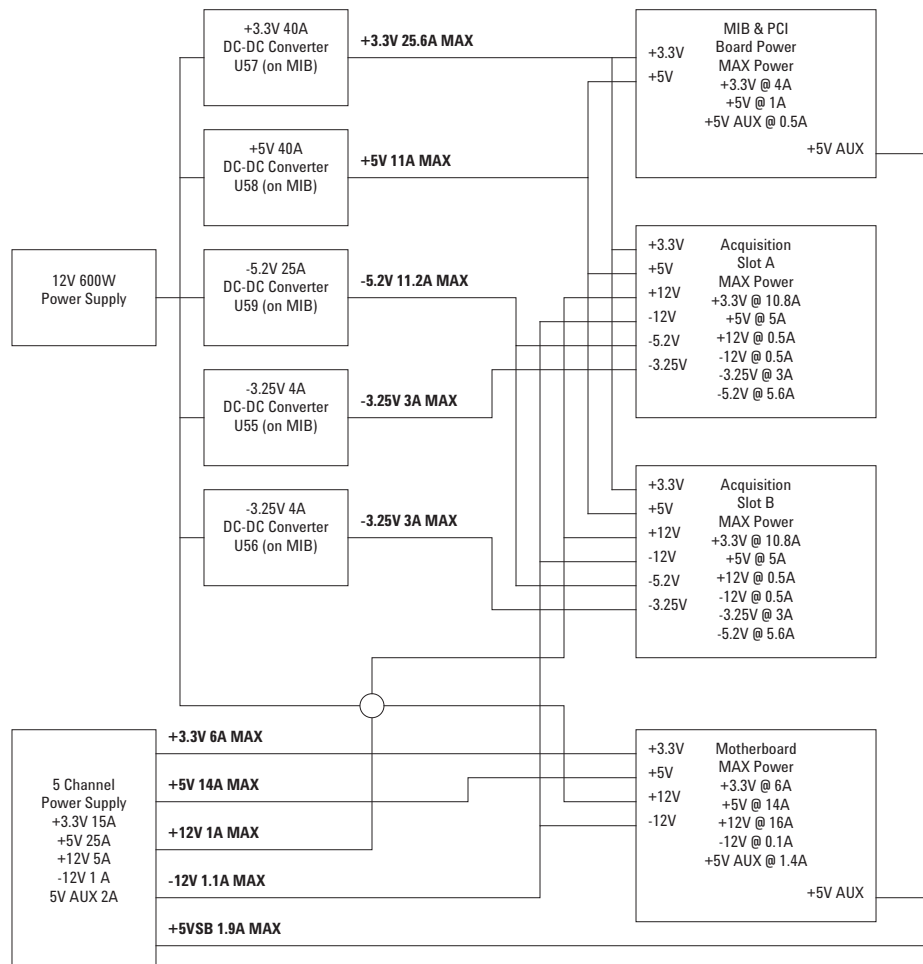 +3.3V 40A
DC-DC Converter
U57 (on MIB)
+3.3V 25.6A MAX
+5V 40A
DC-DC Converter
U58 (on MIB)
+5V 11A MAX
12V 600W
Power Supply
-5.2V 25A
DC-DC Converter
U59 (on MIB)
-5.2V 11.2A MAX
-3.25V 4A
DC-DC Converter
U55 (on MIB)
-3.25V 3A MAX
-3.25V 4A
DC-DC Converter
U56 (on MIB)
-3.25V 3A MAX
+3.3V
+5V
MIB & PCI
Board Power
MAX Power
+3.3V @ 4A
+5V @ 1A
+5V AUX @ 0.5A
+5V AUX
+3.3V
+5V
+12V
-12V
-5.2V
-3.25V
Acquisition
Slot A
MAX Power
+3.3V @ 10.8A
+5V @ 5A
+12V @ 0.5A
-12V @ 0.5A
-3.25V @ 3A
-5.2V @ 5.6A
+3.3V
+5V
+12V
-12V
-5.2V
-3.25V
Acquisition
Slot B
MAX Power
+3.3V @ 10.8A
+5V @ 5A
+12V @ 0.5A
-12V @ 0.5A
-3.25V @ 3A
-5.2V @ 5.6A
5 Channel
Power Supply
+3.3V 15A
+5V 25A
+12V 5A
-12V 1 A
5V AUX 2A
+3.3V 6A MAX
+5V 14A MAX
+12V 1A MAX
-12V 1.1A MAX
+5VSB 1.9A MAX
+3.3V
+5V
+12V
-12V
Motherboard
MAX Power
+3.3V @ 6A
+5V @ 14A
+12V @ 16A
-12V @ 0.1A
+5V AUX @ 1.4A
+5V AUX